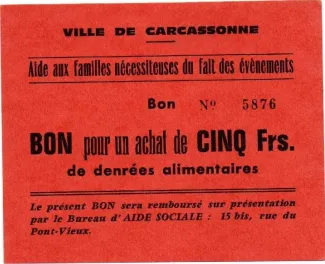 VILLE DE CARCASSONNE
Aide aux familles nécessiteuses du fait des évènements
Bon Nº 5876
BON pour un achat de CINQ Frs.
de denrées alimentaires
Le présent BON sera remboursé sur présentation
par le Bureau d'AIDE SOCIALE : 15 bis, rue du
Pont-Vieux.